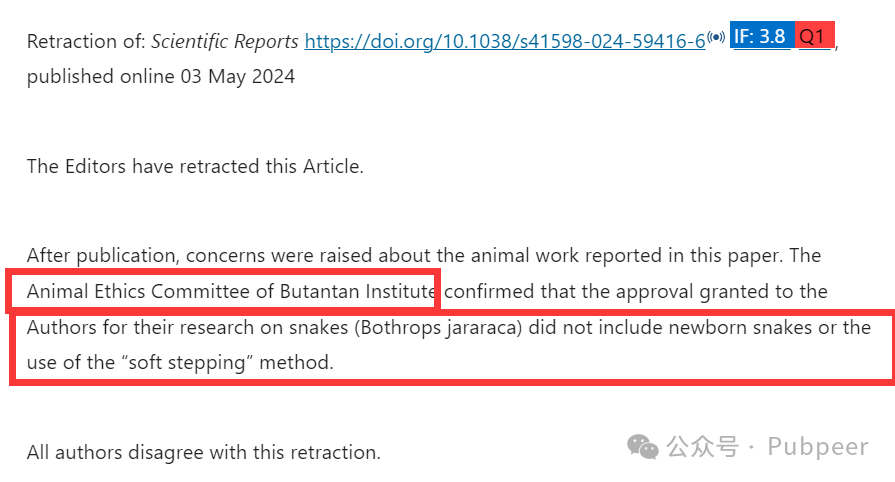 Retraction of: Scientific Reports https://doi.org/10.1038/s41598-024-59416-6 IF: 3.8 Q1 ,
published online 03 May 2024
The Editors have retracted this Article.
After publication, concerns were raised about the animal work reported in this paper. The
Animal Ethics Committee of Butantan Institute confirmed that the approval granted to the
Authors for their research on snakes (Bothrops jararaca) did not include newborn snakes or the
use of the “soft stepping” method.
All authors disagree with this retraction.
公众号 · Pubpeer